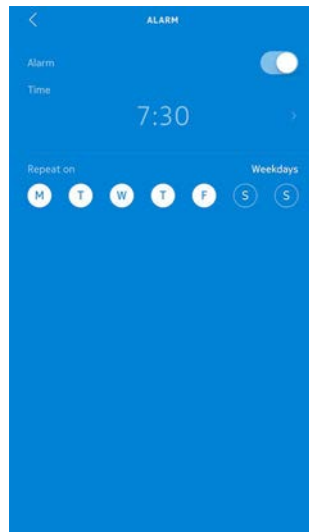 ALARM
Alarm
Time
7:30
Repeat on Weekdays
M T W T F S S